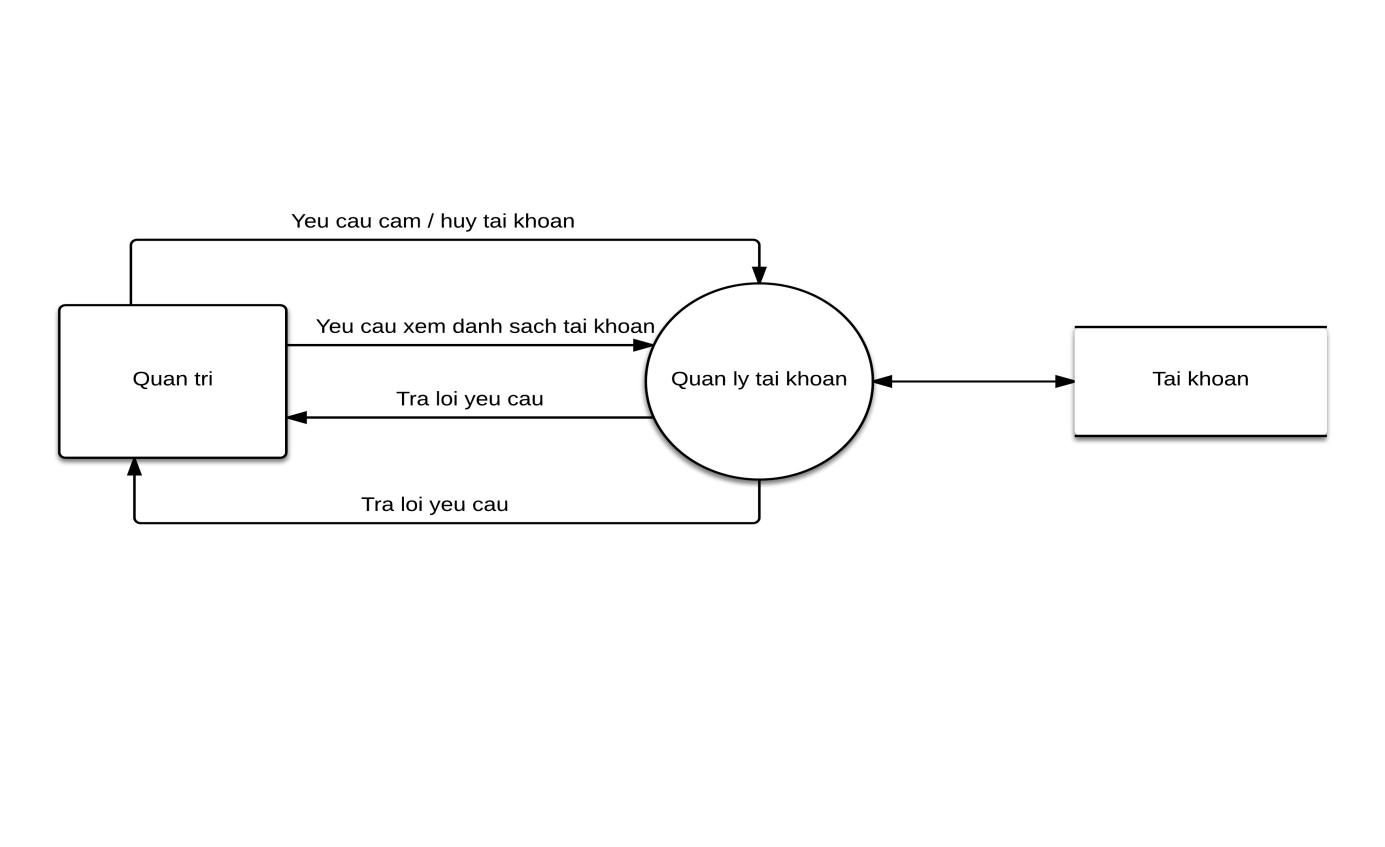 Yeu cau cam / huy tai khoan
Yeu cau xem danh sach tai khoan
Quan tri
Quan ly tai khoan
Tai khoan
Tra loi yeu cau
Tra loi yeu cau